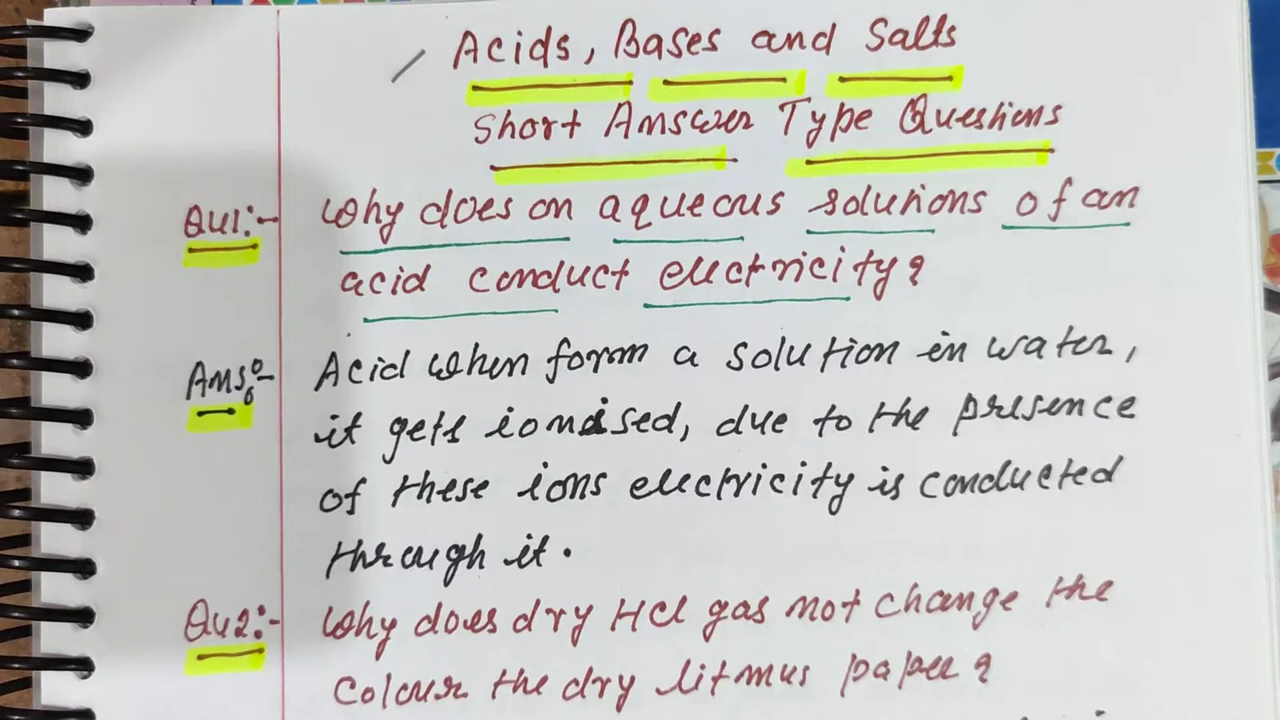 Acids, Bases and Salts
Short Answer Type Questions
Qu1:- Why does an aqueous solutions of an
acid conduct electricity?
Ans:- Acid when form a solution in water,
it gets ionised, due to the presence
of these ions electricity is conducted
through it.
Qu2:- Why does dry HCl gas not change the
colour the dry litmus paper?